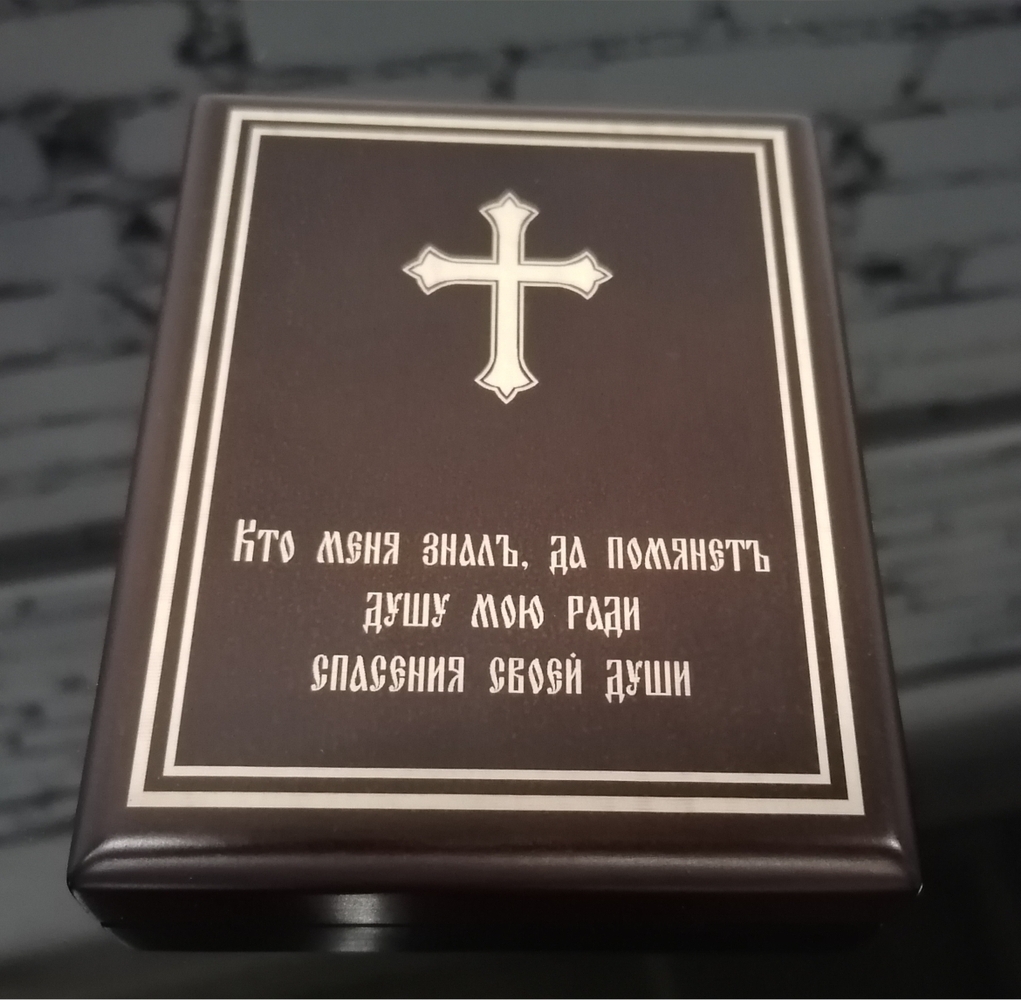 Кто меня зналъ, да помянетъ
душу мою ради
спасения своей души